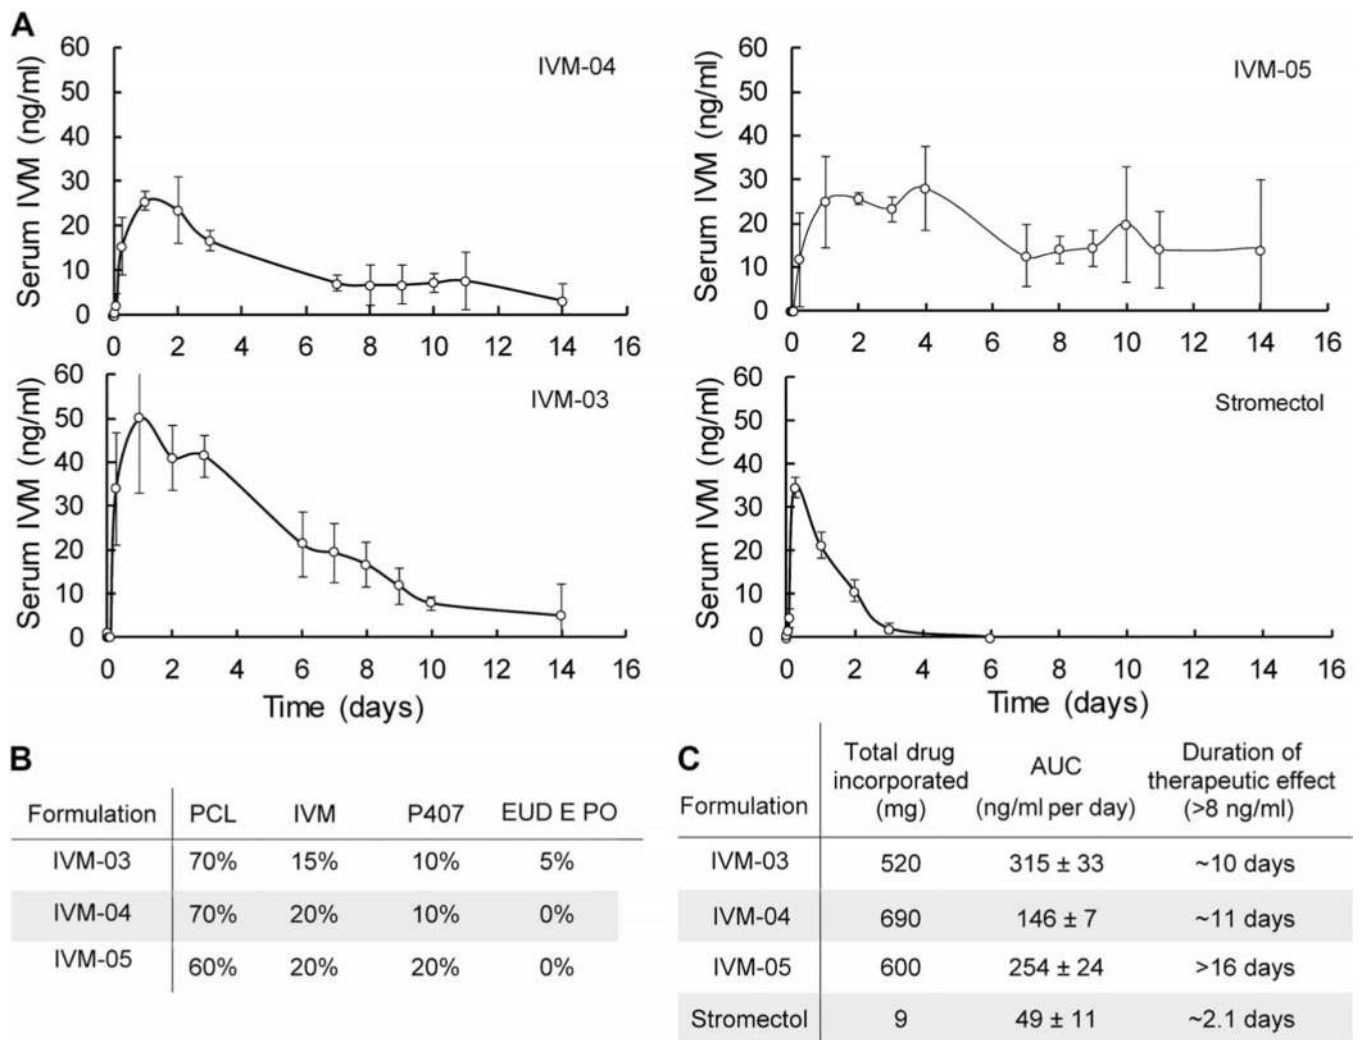 A
60
50
40
30
20
10
0
Serum IVM (ng/ml)
IVM-04
0 2 4 6 8 10 12 14 16
60
50
40
30
20
10
0
Serum IVM (ng/ml)
IVM-05
0 2 4 6 8 10 12 14 16
60
50
40
30
20
10
0
Serum IVM (ng/ml)
IVM-03
0 2 4 6 8 10 12 14 16
Time (days)
60
50
40
30
20
10
0
Serum IVM (ng/ml)
Stromectol
0 2 4 6 8 10 12 14 16
Time (days)
B
Formulation PCL IVM P407 EUD E PO
IVM-03 70% 15% 10% 5%
IVM-04 70% 20% 10% 0%
IVM-05 60% 20% 20% 0%
C
Total drug
incorporated
(mg)
AUC
(ng/ml per day)
Duration of
therapeutic effect
(>8 ng/ml)
Formulation
IVM-03 520 315 ± 33 ~10 days
IVM-04 690 146 ± 7 ~11 days
IVM-05 600 254 ± 24 >16 days
Stromectol 9 49 ± 11 ~2.1 days